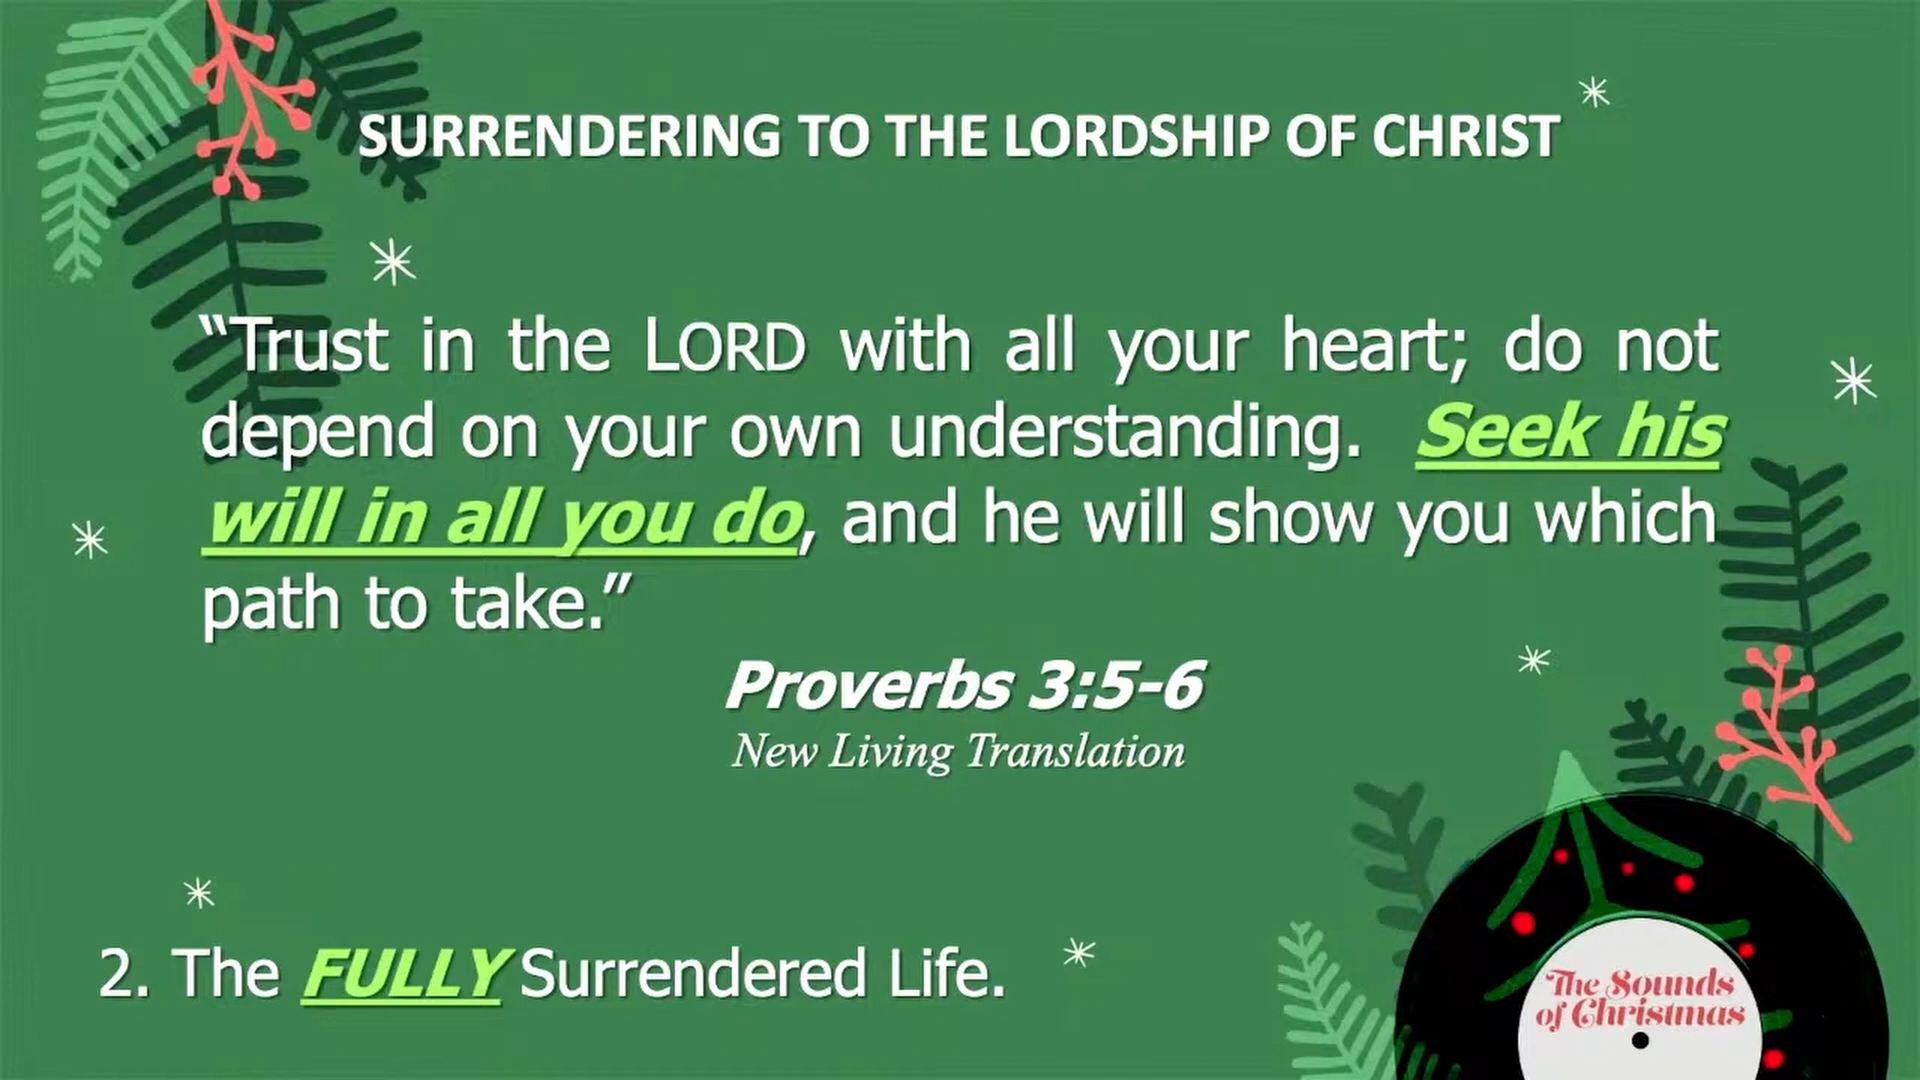 SURRENDERING TO THE LORDSHIP OF CHRIST
“Trust in the LORD with all your heart; do not
depend on your own understanding. Seek his
will in all you do, and he will show you which
path to take.”
Proverbs 3:5-6
New Living Translation
2. The FULLY Surrendered Life.
The Sounds
of Christmas